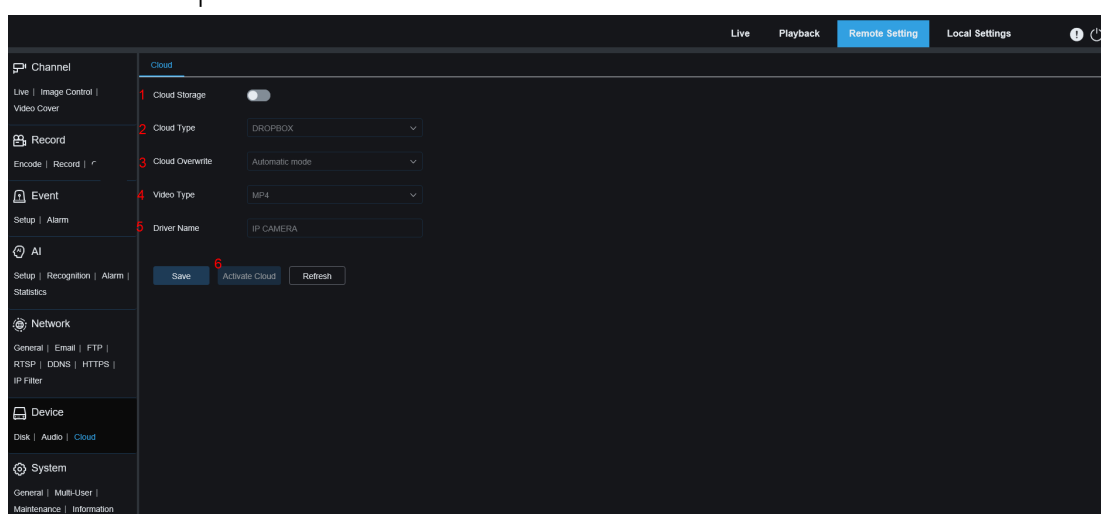 Live Playback Remote Setting Local Settings
Channel
Live | Image Control |
Video Cover
Record
Encode | Record |
Event
Setup | Alarm
AI
Setup | Recognition | Alarm |
Statistics
Network
General | Email | FTP |
RTSP | DDNS | HTTPS |
IP Filter
Device
Disk | Audio | Cloud
System
General | Multi-User |
Maintenance | Information
Cloud
1 Cloud Storage
2 Cloud Type DROPBOX
3 Cloud Overwrite Automatic mode
4 Video Type MP4
5 Driver Name IP CAMERA
6
Save Activate Cloud Refresh